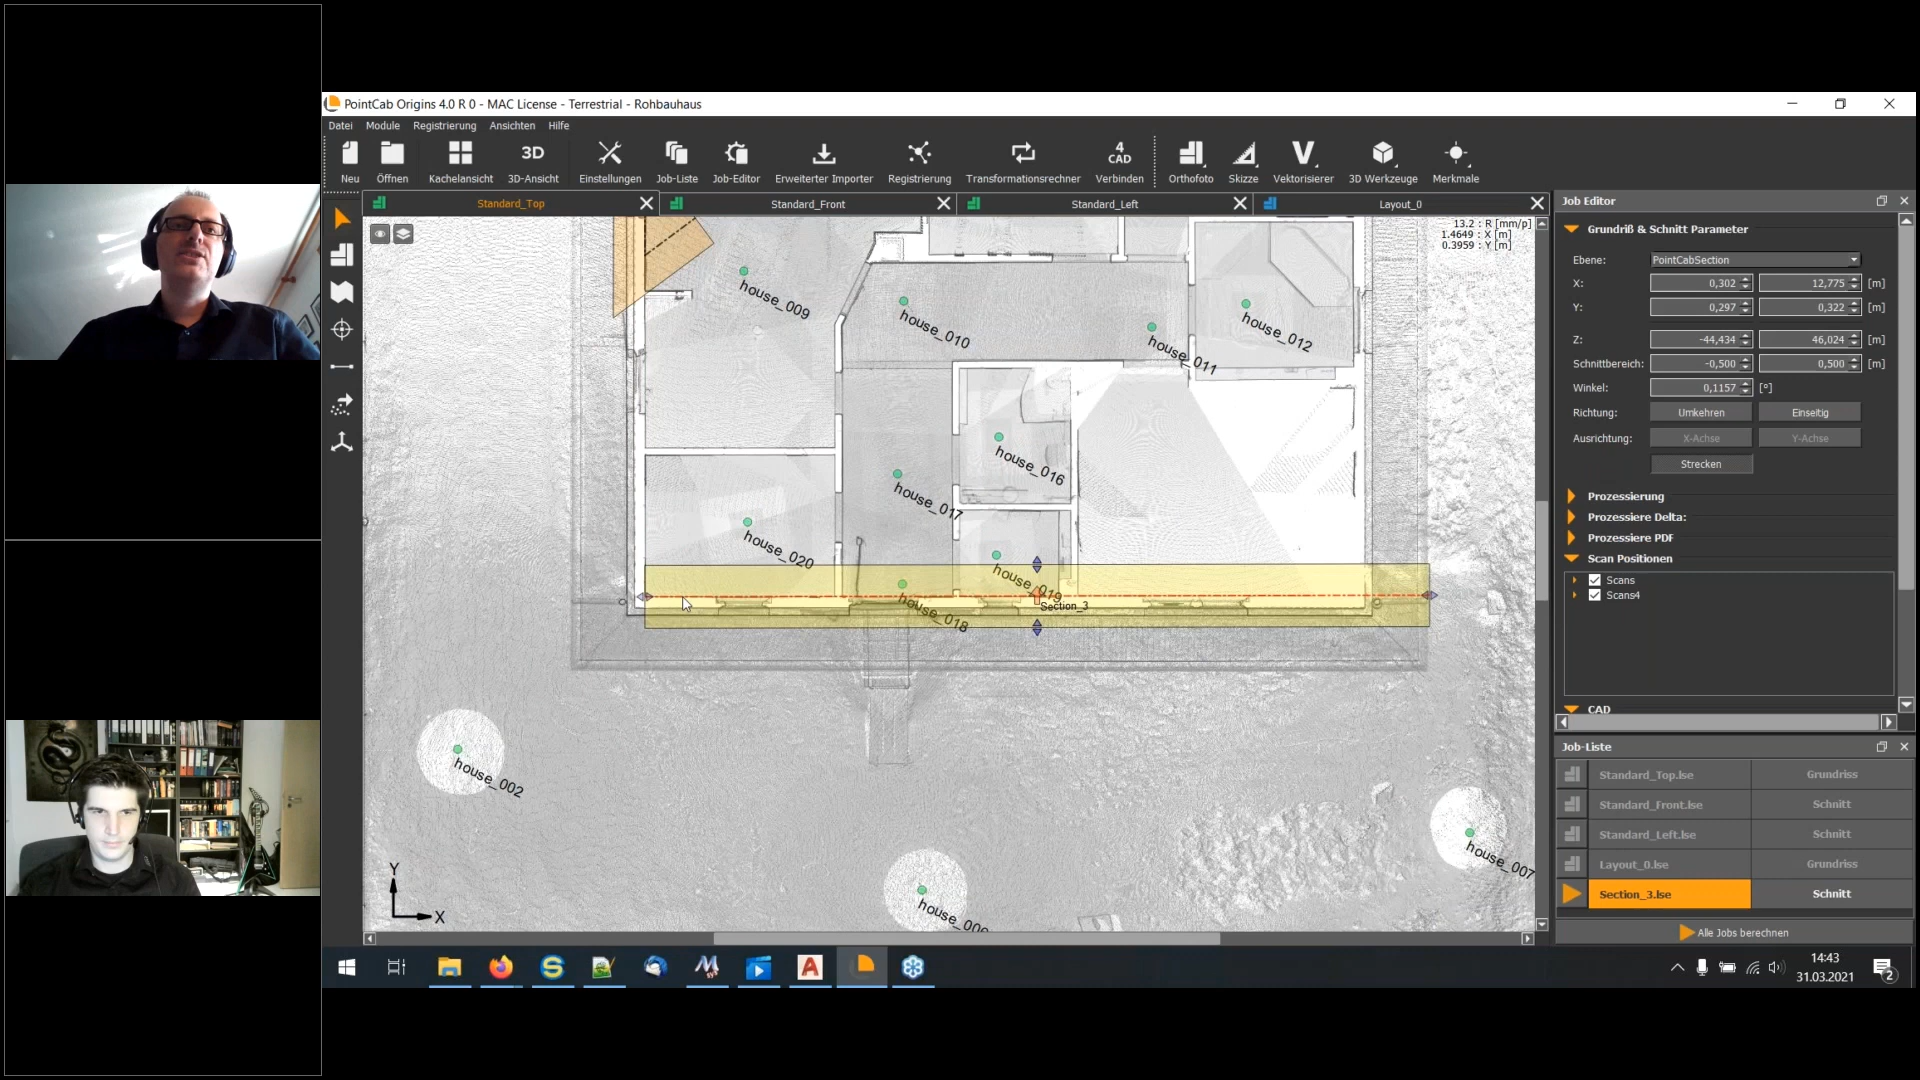 PointCab Origins 4.0 R 0 - MAC License - Terrestrial - Rohbauhaus
Datei Module Registrierung Ansichten Hilfe
3D 4 CAD
Neu Öffnen Kachelansicht 3D-Ansicht Einstellungen Job-Liste Job-Editor Erweiterter Importer Registrierung Transformationsrechner Verbinden Orthofoto Skizze Vektorisierer 3D Werkzeuge Merkmale
Standard_Top Standard_Front Standard_Left Layout_0
13.2 : R [mm/p]
1.4649 : X [m]
0.3959 : Y [m]
house_009
house_010
house_011
house_012
house_016
house_017
house_020
house_019
Section_3
house_018
house_002
house_007
house_006
Y
X
Job Editor
Grundriß & Schnitt Parameter
Ebene: PointCabSection
X: 0,302 12,775 [m]
Y: 0,297 0,322 [m]
Z: -44,434 46,024 [m]
Schnittbereich: -0,500 0,500 [m]
Winkel: 0,1157 [°]
Richtung: Umkehren Einseitig
Ausrichtung: X-Achse Y-Achse
Strecken
Prozessierung
Prozessiere Delta:
Prozessiere PDF
Scan Positionen
Scans
Scans4
CAD
Job-Liste
Standard_Top.lse Grundriss
Standard_Front.lse Schnitt
Standard_Left.lse Schnitt
Layout_0.lse Grundriss
Section_3.lse Schnitt
Alle Jobs berechnen
14:43
31.03.2021
2